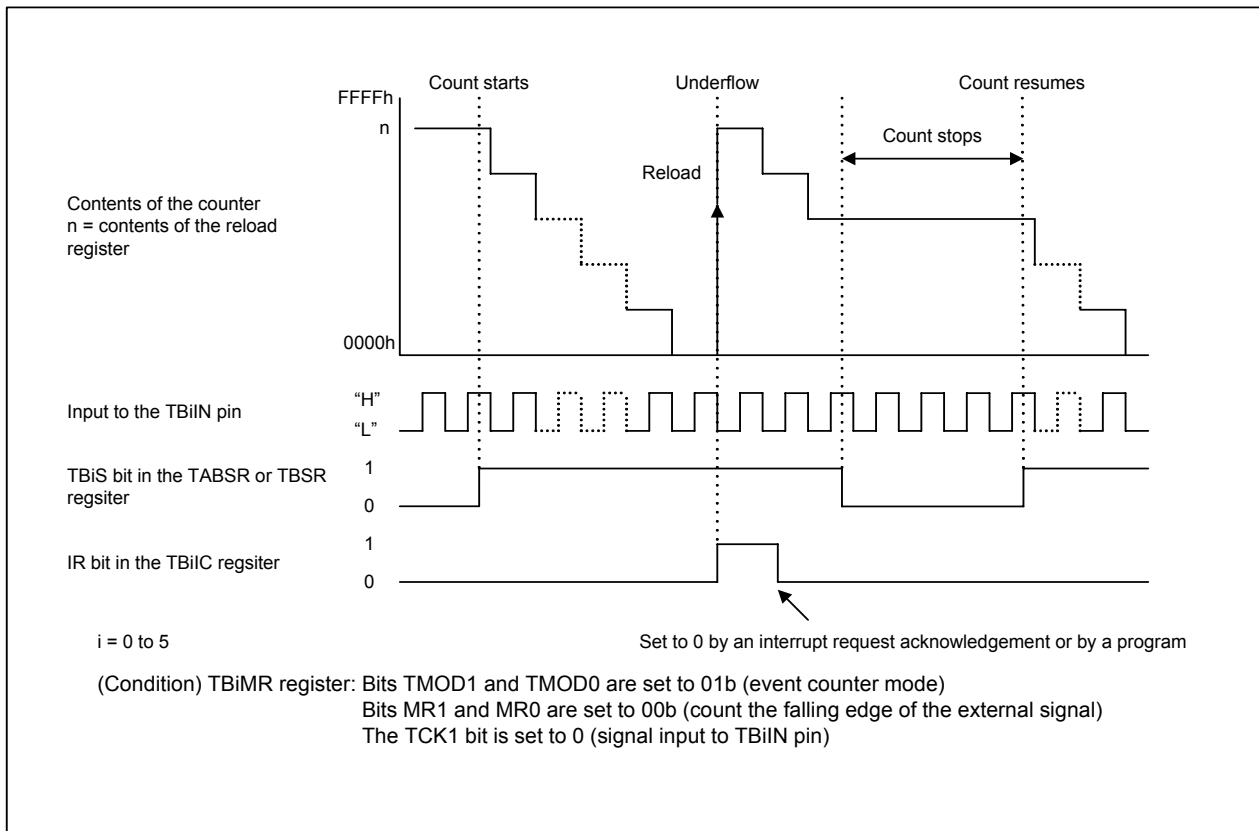 Count starts
Underflow
Count resumes
FFFFh
n
Count stops
Reload
Contents of the counter
n = contents of the reload
register
0000h
Input to the TBiIN pin
“H”
“L”
TBiS bit in the TABSR or TBSR
regsiter
1
0
IR bit in the TBiIC regsiter
1
0
i = 0 to 5
Set to 0 by an interrupt request acknowledgement or by a program
(Condition) TBiMR register: Bits TMOD1 and TMOD0 are set to 01b (event counter mode)
Bits MR1 and MR0 are set to 00b (count the falling edge of the external signal)
The TCK1 bit is set to 0 (signal input to TBiIN pin)